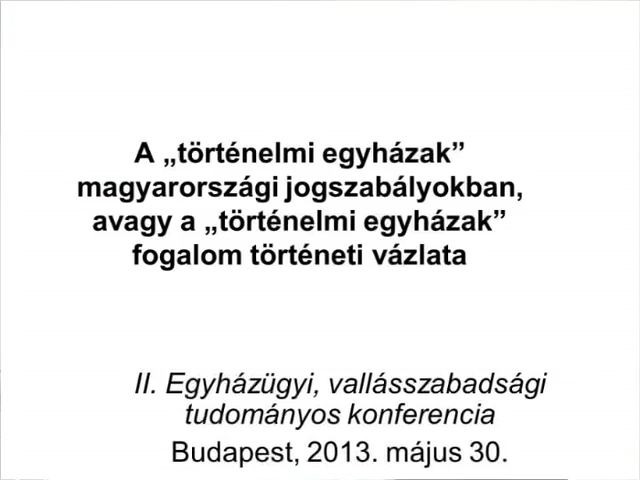 A „történelmi egyházak”
magyarországi jogszabályokban,
avagy a „történelmi egyházak”
fogalom történeti vázlata
II. Egyházügyi, vallásszabadsági
tudományos konferencia
Budapest, 2013. május 30.